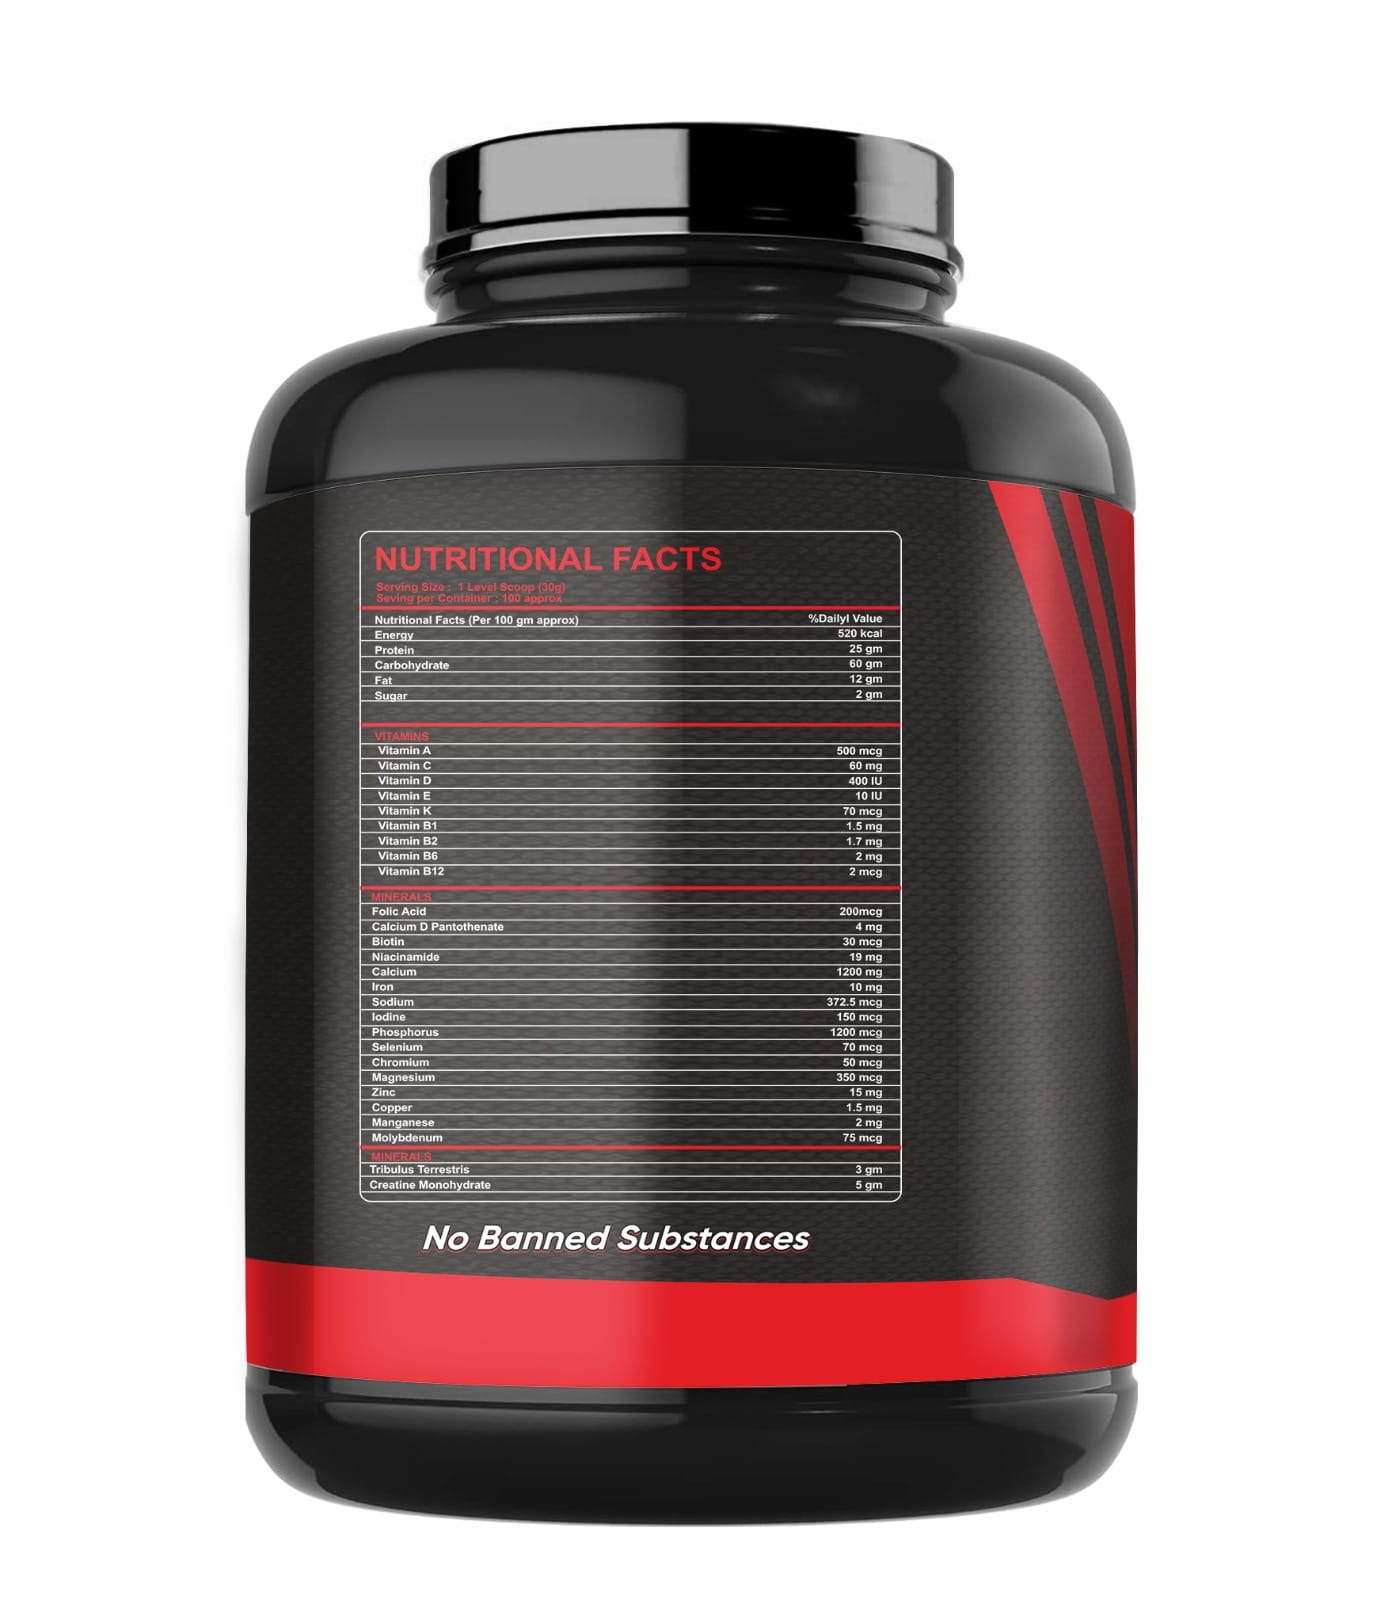 NUTRITIONAL FACTS
Serving Size : 1 Level Scoop (30g)
Seving per Container : 100 approx
Nutritional Facts (Per 100 gm approx) %Dailyl Value
Energy 520 kcal
Protein 25 gm
Carbohydrate 60 gm
Fat 12 gm
Sugar 2 gm
VITAMINS
Vitamin A 500 mcg
Vitamin C 60 mg
Vitamin D 400 IU
Vitamin E 10 IU
Vitamin K 70 mcg
Vitamin B1 1.5 mg
Vitamin B2 1.7 mg
Vitamin B6 2 mg
Vitamin B12 2 mcg
MINERALS
Folic Acid 200mcg
Calcium D Pantothenate 4 mg
Biotin 30 mcg
Niacinamide 19 mg
Calcium 1200 mg
Iron 10 mg
Sodium 372.5 mcg
Iodine 150 mcg
Phosphorus 1200 mcg
Selenium 70 mcg
Chromium 50 mcg
Magnesium 350 mcg
Zinc 15 mg
Copper 1.5 mg
Manganese 2 mg
Molybdenum 75 mcg
MINERALS
Tribulus Terrestris 3 gm
Creatine Monohydrate 5 gm
No Banned Substances